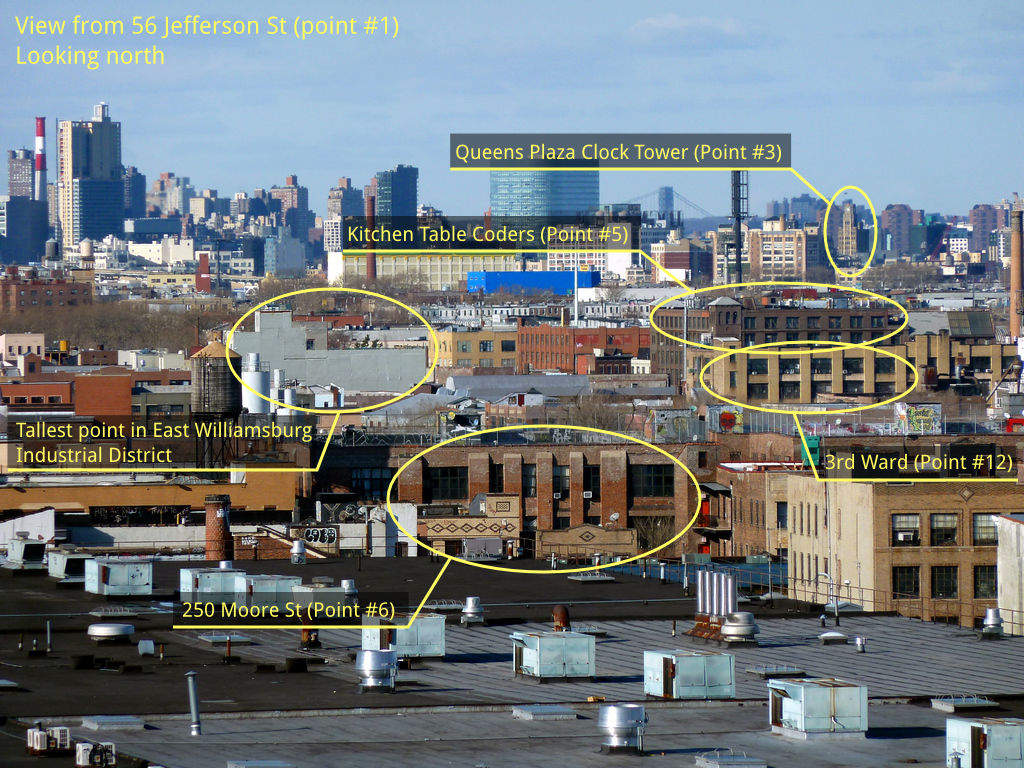 View from 56 Jefferson St (point #1)
Looking north
Queens Plaza Clock Tower (Point #3)
Kitchen Table Coders (Point #5)
Tallest point in East Williamsburg
Industrial District
3rd Ward (Point #12)
250 Moore St (Point #6)